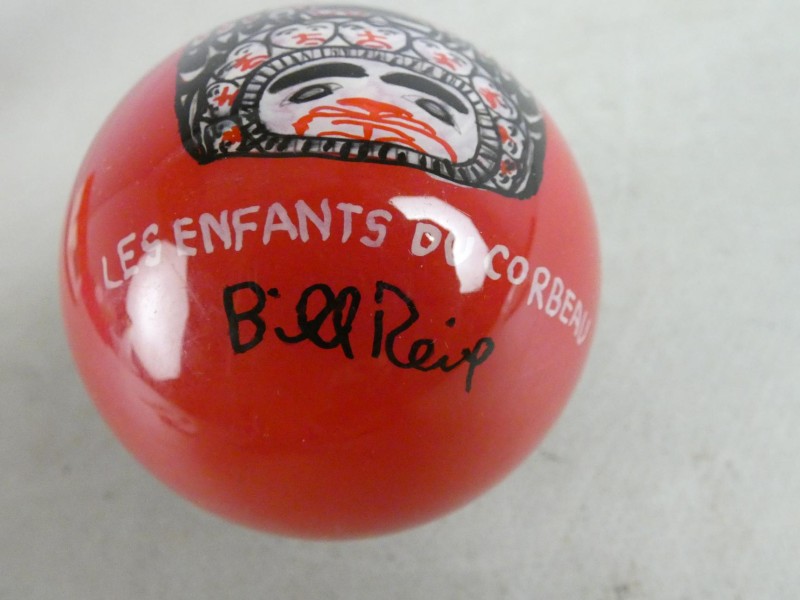 LES ENFANTS DU CORBEAU
Bill Reid